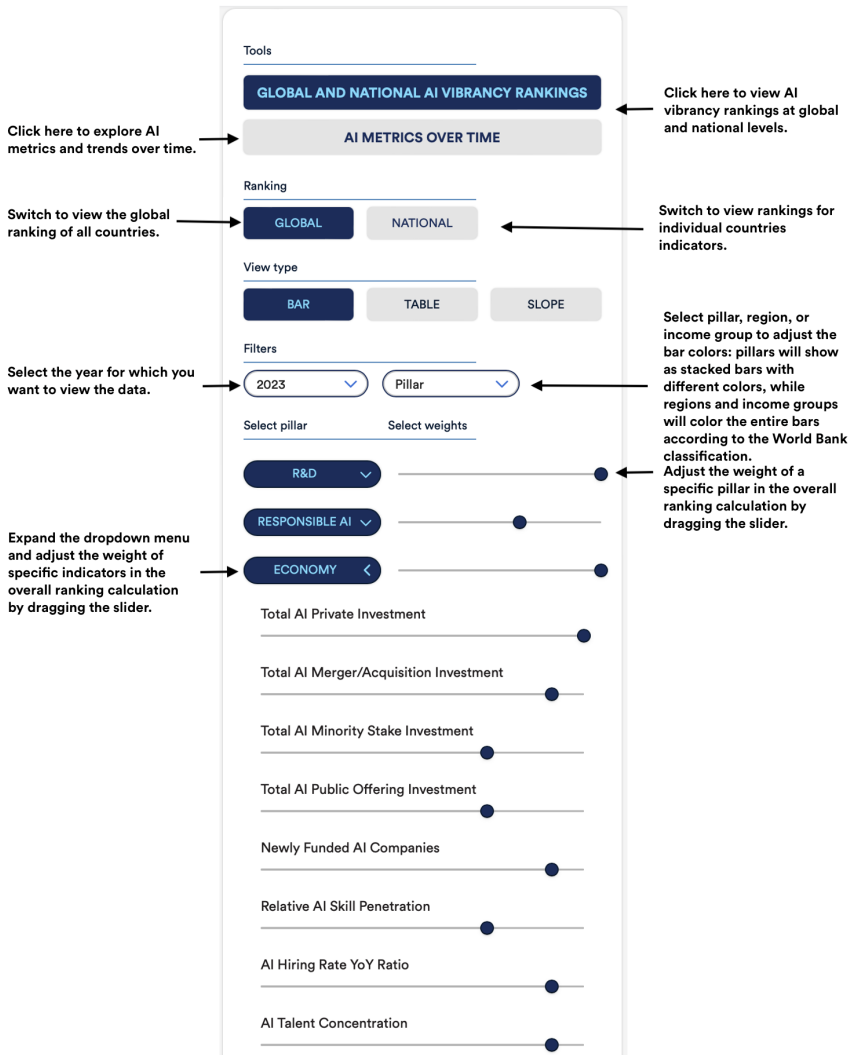 Tools
GLOBAL AND NATIONAL AI VIBRANCY RANKINGS
Click here to view AI
vibrancy rankings at global
and national levels.
Click here to explore AI
metrics and trends over time.
AI METRICS OVER TIME
Ranking
Switch to view the global
ranking of all countries.
GLOBAL
NATIONAL
Switch to view rankings for
individual countries
indicators.
View type
BAR
TABLE
SLOPE
Filters
Select the year for which you
want to view the data.
2023
Pillar
Select pillar, region, or
income group to adjust the
bar colors: pillars will show
as stacked bars with
different colors, while
regions and income groups
will color the entire bars
according to the World Bank
classification.
Select pillar
Select weights
R&D
Adjust the weight of a
specific pillar in the overall
ranking calculation by
dragging the slider.
RESPONSIBLE AI
Expand the dropdown menu
and adjust the weight of
specific indicators in the
overall ranking calculation
by dragging the slider.
ECONOMY
Total AI Private Investment
Total AI Merger/Acquisition Investment
Total AI Minority Stake Investment
Total AI Public Offering Investment
Newly Funded AI Companies
Relative AI Skill Penetration
AI Hiring Rate YoY Ratio
AI Talent Concentration